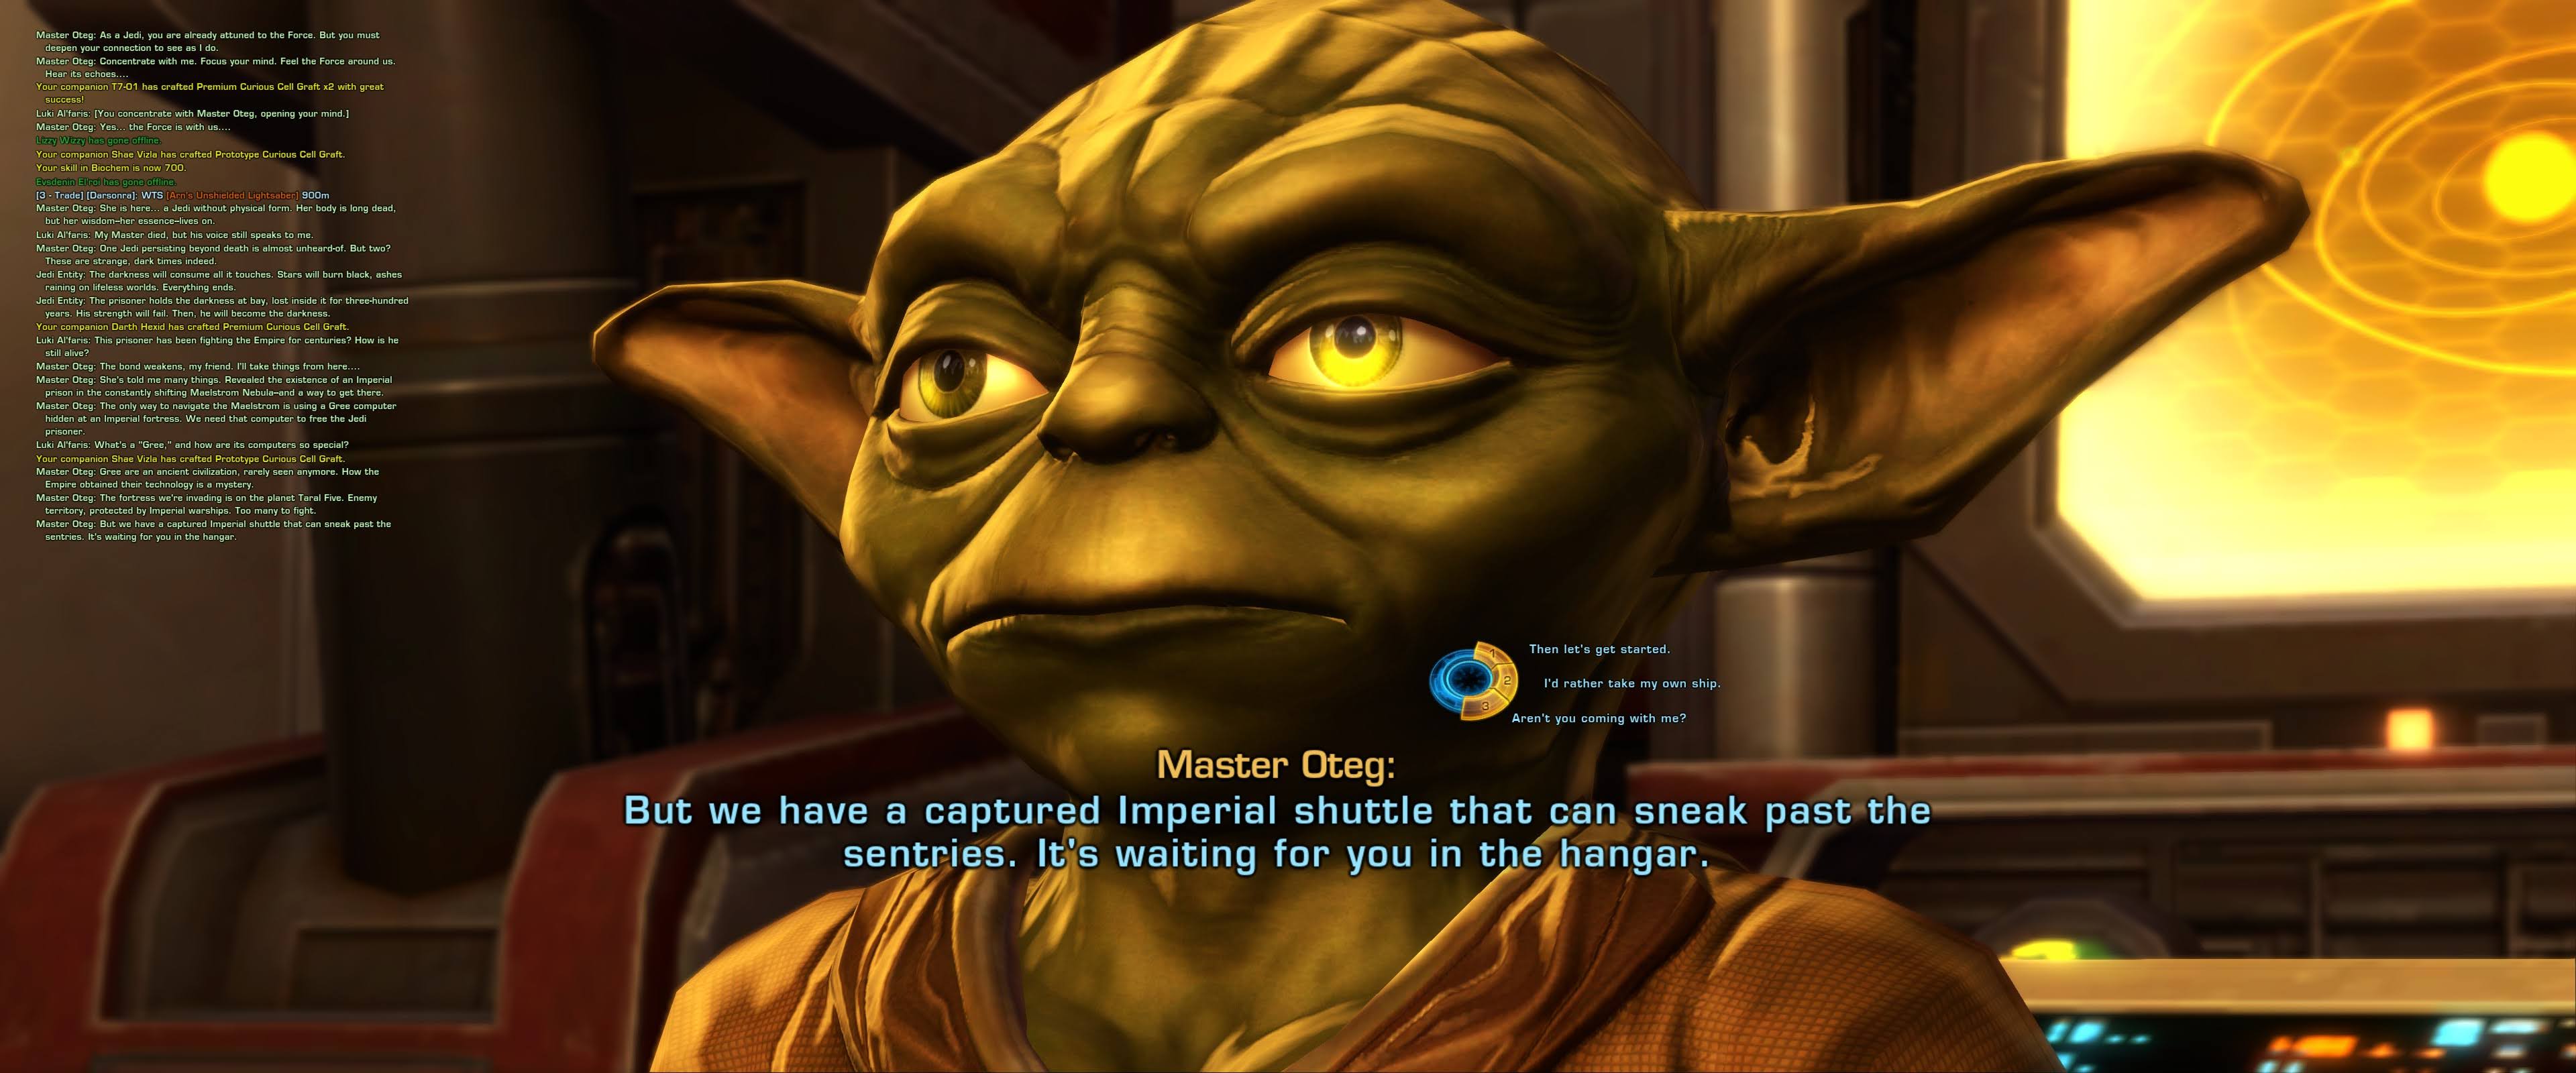 Master Oteg: As a Jedi, you are already attuned to the Force. But you must
deepen your connection to see as I do.
Master Oteg: Concentrate with me. Focus your mind. Feel the Force around us.
Hear its echoes....
Your companion T7-O1 has crafted Premium Curious Cell Graft x2 with great
success!
Luki Al'faris: [You concentrate with Master Oteg, opening your mind.]
Master Oteg: Yes... the Force is with us....
Lizzy Wizzy has gone offline.
Your companion Shae Vizla has crafted Prototype Curious Cell Graft.
Your skill in Biochem is now 700.
Evsdenin El'roi has gone offline.
[3 - Trade] [Darsonra]: WTS [Arn's Unshielded Lightsaber] 900m
Master Oteg: She is here... a Jedi without physical form. Her body is long dead,
but her wisdom–her essence–lives on.
Luki Al'faris: My Master died, but his voice still speaks to me.
Master Oteg: One Jedi persisting beyond death is almost unheard-of. But two?
These are strange, dark times indeed.
Jedi Entity: The darkness will consume all it touches. Stars will burn black, ashes
raining on lifeless worlds. Everything ends.
Jedi Entity: The prisoner holds the darkness at bay, lost inside it for three-hundred
years. His strength will fail. Then, he will become the darkness.
Your companion Darth Hexid has crafted Premium Curious Cell Graft.
Luki Al'faris: This prisoner has been fighting the Empire for centuries? How is he
still alive?
Master Oteg: The bond weakens, my friend. I'll take things from here....
Master Oteg: She's told me many things. Revealed the existence of an Imperial
prison in the constantly shifting Maelstrom Nebula–and a way to get there.
Master Oteg: The only way to navigate the Maelstrom is using a Gree computer
hidden at an Imperial fortress. We need that computer to free the Jedi
prisoner.
Luki Al'faris: What's a "Gree," and how are its computers so special?
Your companion Shae Vizla has crafted Prototype Curious Cell Graft.
Master Oteg: Gree are an ancient civilization, rarely seen anymore. How the
Empire obtained their technology is a mystery.
Master Oteg: The fortress we're invading is on the planet Taral Five. Enemy
territory, protected by Imperial warships. Too many to fight.
Master Oteg: But we have a captured Imperial shuttle that can sneak past the
sentries. It's waiting for you in the hangar.
1 Then let's get started.
2 I'd rather take my own ship.
3 Aren't you coming with me?
Master Oteg:
But we have a captured Imperial shuttle that can sneak past the
sentries. It's waiting for you in the hangar.